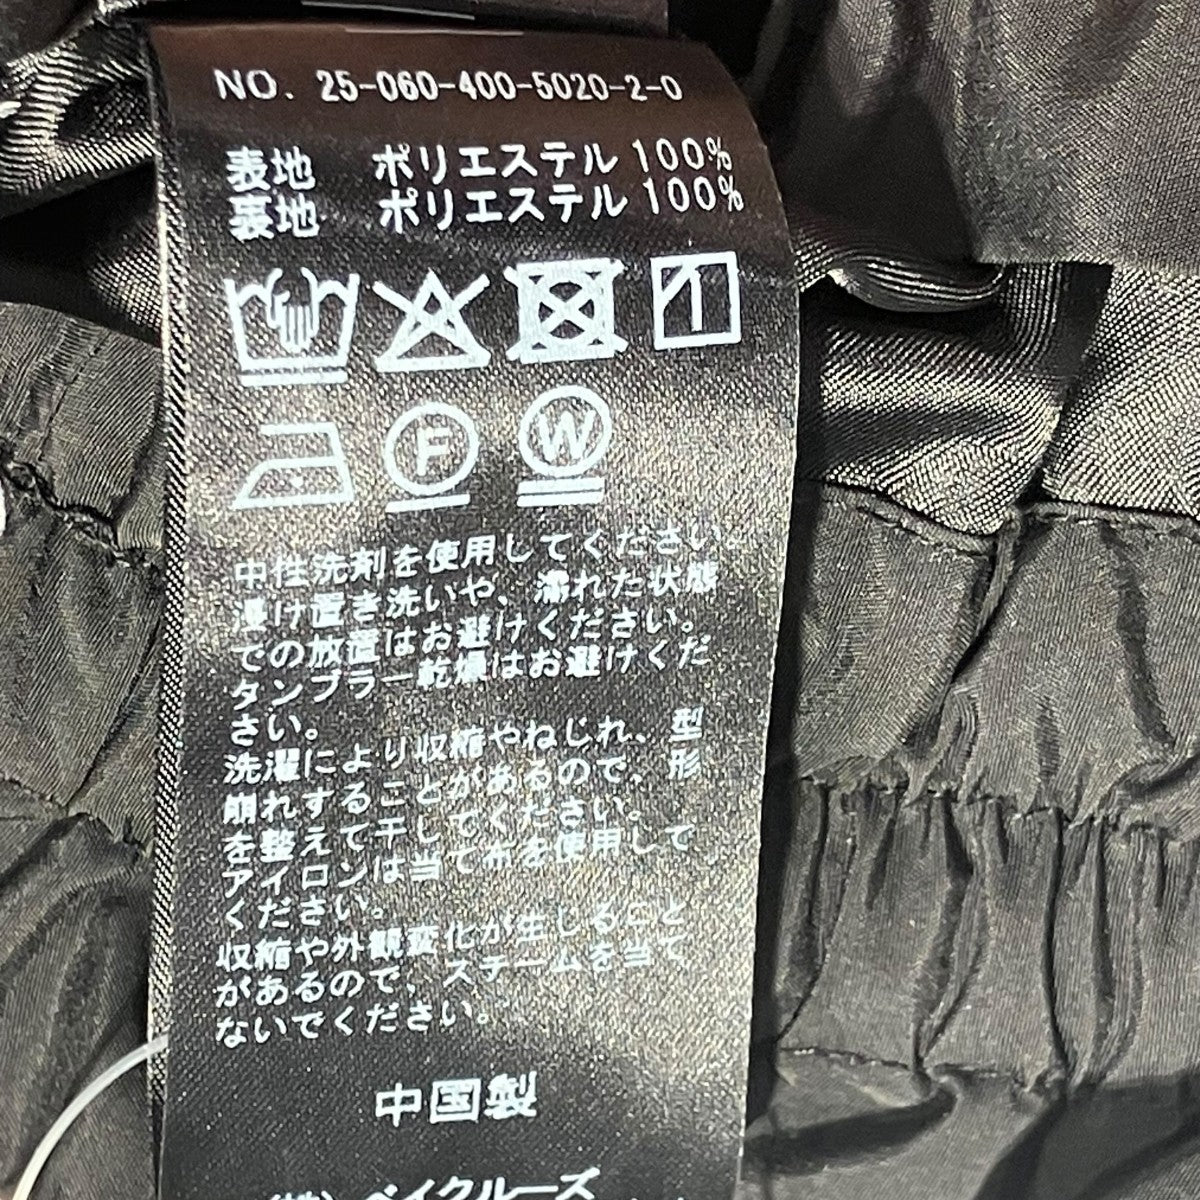 NO. 25-060-400-5020-2-0
表地 ポリエステル 100%
裏地 ポリエステル 100%
F W
中性洗剤を使用してください。
浸け置き洗いや、濡れた状態
での放置はお避けください。
タンブラー乾燥はお避けくだ
さい。
洗濯により収縮やねじれ、型
崩れすることがあるので、形
を整えて干してください。
アイロンは当て布を使用して
ください。
収縮や外観変化が生じること
があるので、スチームを当て
ないでください。
中国製
(株)ベイクルーズ